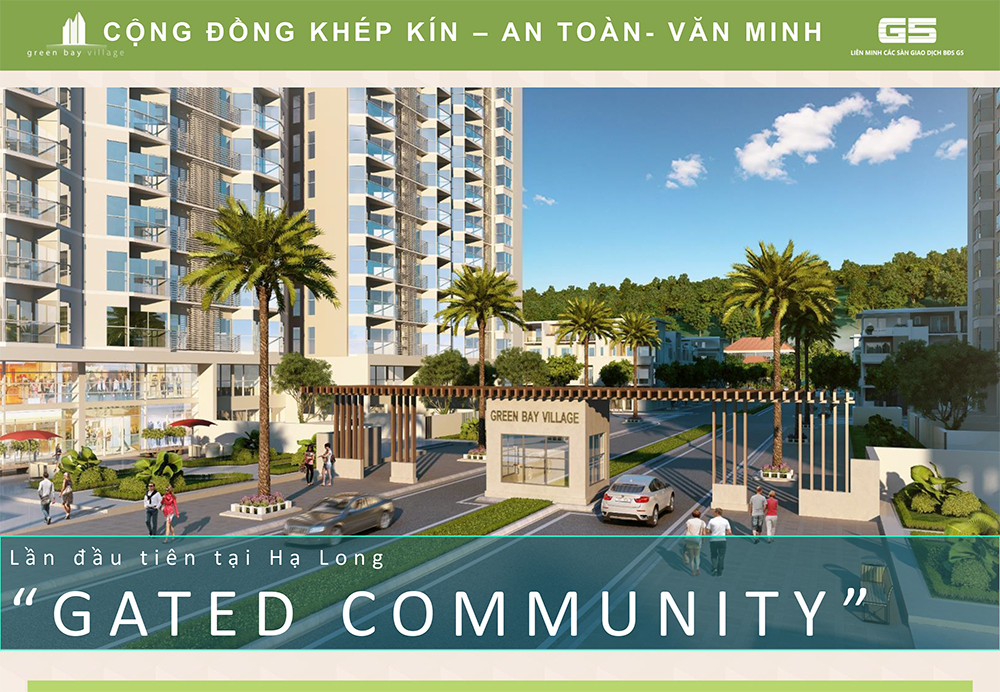 green bay village
CỘNG ĐỒNG KHÉP KÍN – AN TOÀN- VĂN MINH
G5
LIÊN MINH CÁC SÀN GIAO DỊCH BĐS G5
GREEN BAY VILLAGE
Lần đầu tiên tại Hạ Long
“GATED COMMUNITY”